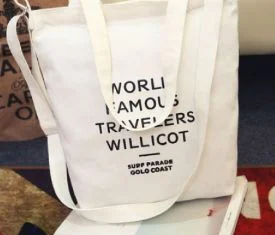 WORLD
FAMOUS
TRAVELERS
WILLICOT
SURF PARADE
GOLD COAST